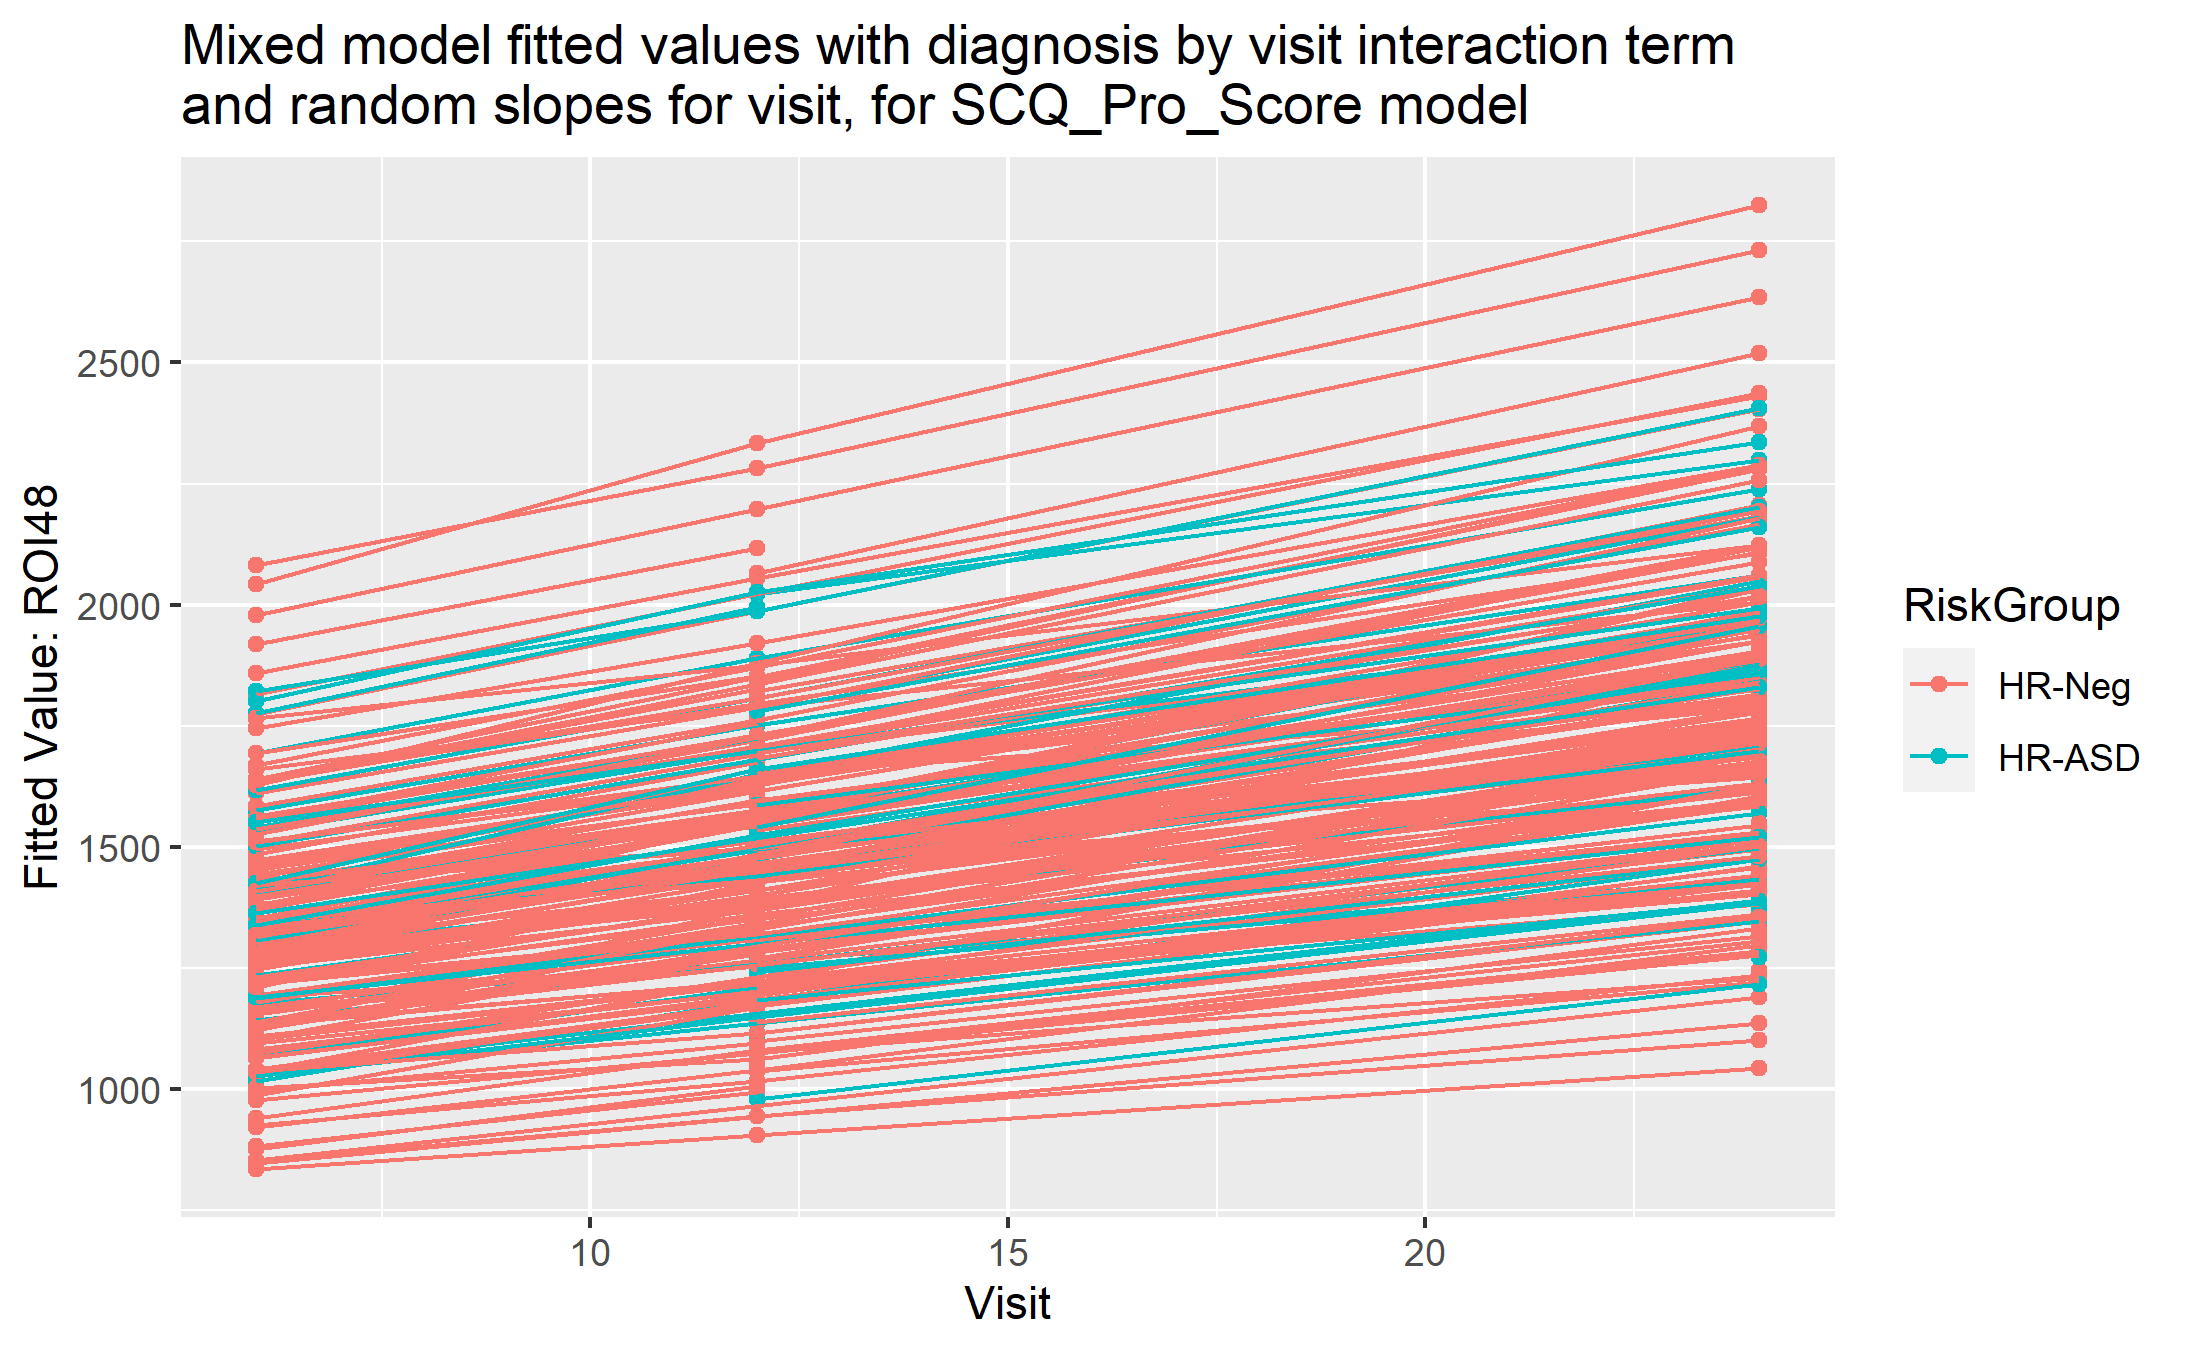 Mixed model fitted values with diagnosis by visit interaction term
and random slopes for visit, for SCQ_Pro_Score model
Fitted Value: ROI48
2500
2000
1500
1000
10 15 20
Visit
RiskGroup
HR-Neg
HR-ASD